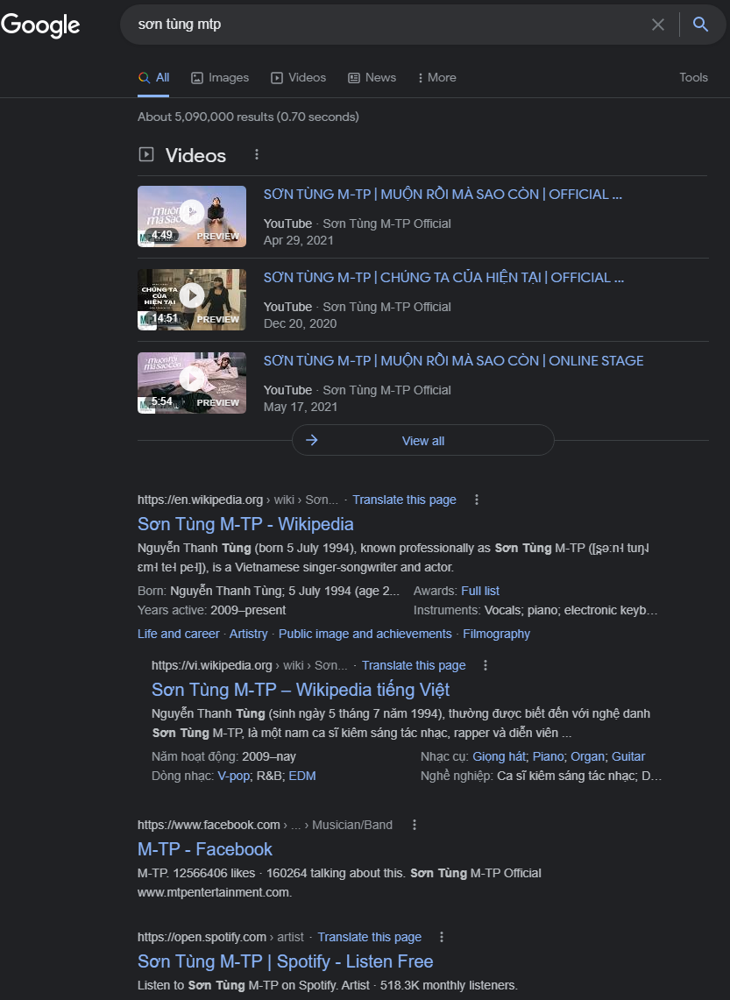 Google
sơn tùng mtp
All Images Videos News More Tools
About 5,090,000 results (0.70 seconds)
Videos
SƠN TÙNG M-TP | MUỘN RỒI MÀ SAO CÒN | OFFICIAL ...
4:49 PREVIEW
YouTube · Sơn Tùng M-TP Official
Apr 29, 2021
SƠN TÙNG M-TP | CHÚNG TA CỦA HIỆN TẠI | OFFICIAL ...
CHÚNG TA
CỦA
HIỆN TẠI
14:51 PREVIEW
YouTube · Sơn Tùng M-TP Official
Dec 20, 2020
SƠN TÙNG M-TP | MUỘN RỒI MÀ SAO CÒN | ONLINE STAGE
Muộn rồi
mà sao còn
5:54 PREVIEW
YouTube · Sơn Tùng M-TP Official
May 17, 2021
View all
https://en.wikipedia.org › wiki › Sơn... · Translate this page
Sơn Tùng M-TP - Wikipedia
Nguyễn Thanh Tùng (born 5 July 1994), known professionally as Sơn Tùng M-TP ([ʂəːn˧ tuŋ˨˩
ɛm˧ te˧ pe˧]), is a Vietnamese singer-songwriter and actor.
Born: Nguyễn Thanh Tùng; 5 July 1994 (age 2... Awards: Full list
Years active: 2009–present Instruments: Vocals; piano; electronic keyb...
Life and career · Artistry · Public image and achievements · Filmography
https://vi.wikipedia.org › wiki › Sơn... · Translate this page
Sơn Tùng M-TP – Wikipedia tiếng Việt
Nguyễn Thanh Tùng (sinh ngày 5 tháng 7 năm 1994), thường được biết đến với nghệ danh
Sơn Tùng M-TP, là một nam ca sĩ kiêm sáng tác nhạc, rapper và diễn viên ...
Năm hoạt động: 2009–nay Nhạc cụ: Giọng hát; Piano; Organ; Guitar
Dòng nhạc: V-pop; R&B; EDM Nghề nghiệp: Ca sĩ kiêm sáng tác nhạc; D...
https://www.facebook.com › ... › Musician/Band
M-TP - Facebook
M-TP. 12566406 likes · 160264 talking about this. Sơn Tùng M-TP Official
www.mtpentertainment.com.
https://open.spotify.com › artist · Translate this page
Sơn Tùng M-TP | Spotify - Listen Free
Listen to Sơn Tùng M-TP on Spotify. Artist · 518.3K monthly listeners.